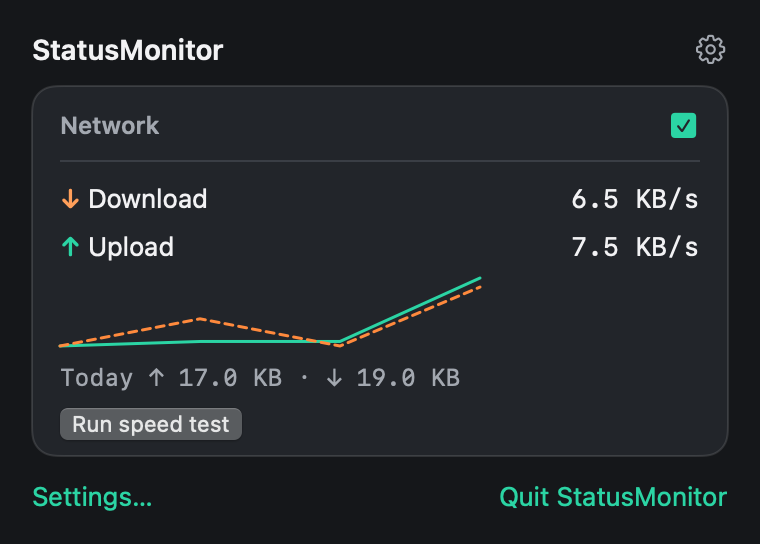 StatusMonitor
Network
↓ Download 6.5 KB/s
↑ Upload 7.5 KB/s
Today ↑ 17.0 KB · ↓ 19.0 KB
Run speed test
Settings... Quit StatusMonitor